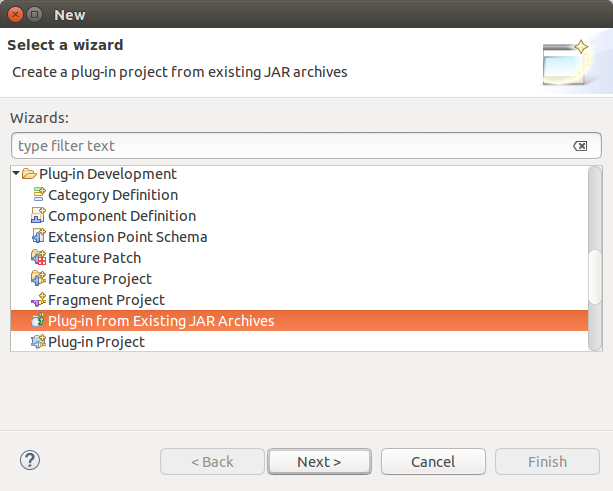 New
Select a wizard
Create a plug-in project from existing JAR archives
Wizards:
type filter text
Plug-in Development
Category Definition
Component Definition
Extension Point Schema
Feature Patch
Feature Project
Fragment Project
Plug-in from Existing JAR Archives
Plug-in Project
? < Back Next > Cancel Finish